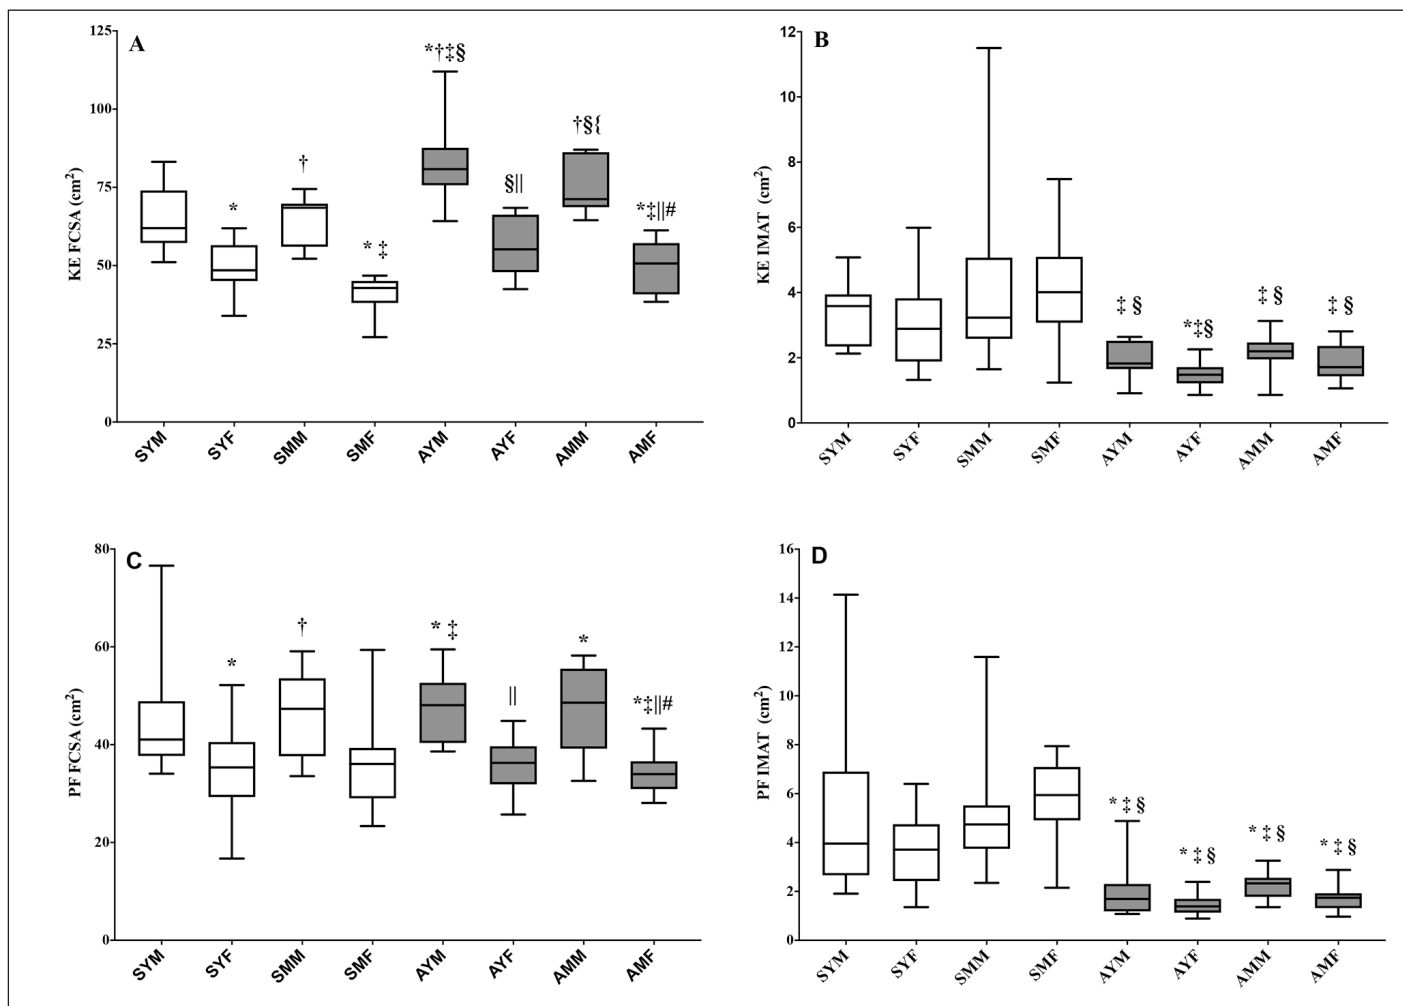 A
KE FCSA (cm²)
125
100
75
50
25
0
*
†
* ‡
*†‡§
§||
†§{
*‡||#
SYM SYF SMM SMF AYM AYF AMM AMF
B
KE IMAT (cm²)
12
10
8
6
4
2
0
‡ §
*‡§
‡ §
‡ §
SYM SYF SMM SMF AYM AYF AMM AMF
C
PF FCSA (cm²)
80
60
40
20
0
*
†
* ‡
||
*
*‡||#
SYM SYF SMM SMF AYM AYF AMM AMF
D
PF IMAT (cm²)
16
14
12
10
8
6
4
2
0
* ‡ §
* ‡ §
* ‡ §
* ‡ §
SYM SYF SMM SMF AYM AYF AMM AMF